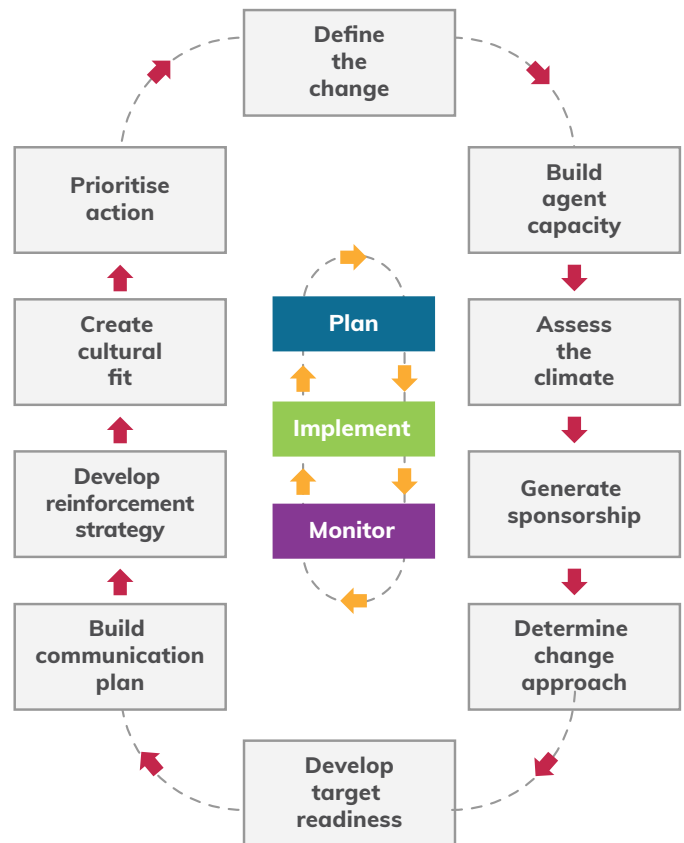 Define
the
change
Build
agent
capacity
Assess
the
climate
Generate
sponsorship
Determine
change
approach
Develop
target
readiness
Build
communication
plan
Develop
reinforcement
strategy
Create
cultural
fit
Prioritise
action
Plan
Implement
Monitor